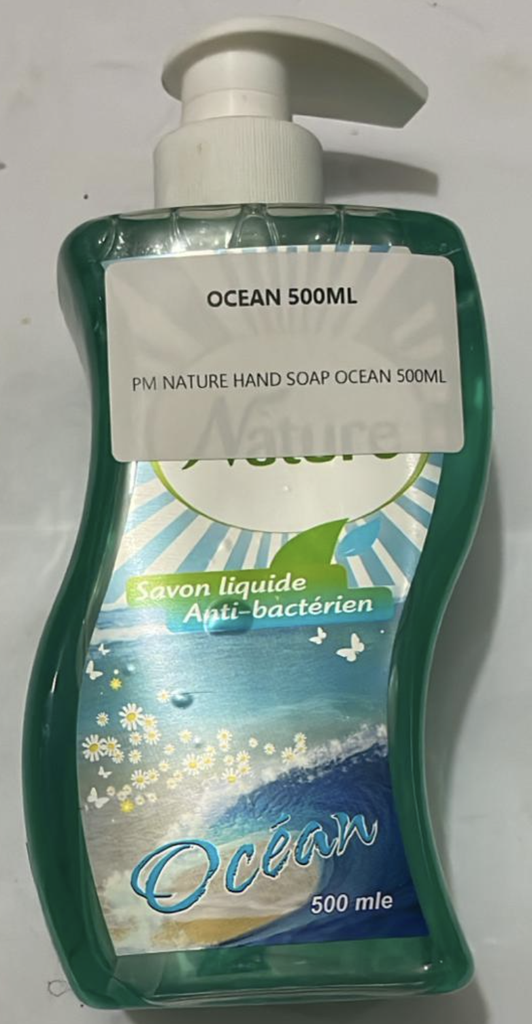 OCEAN 500ML
PM NATURE HAND SOAP OCEAN 500ML
Nature
Savon liquide
Anti-bactérien
Océan
500 mle